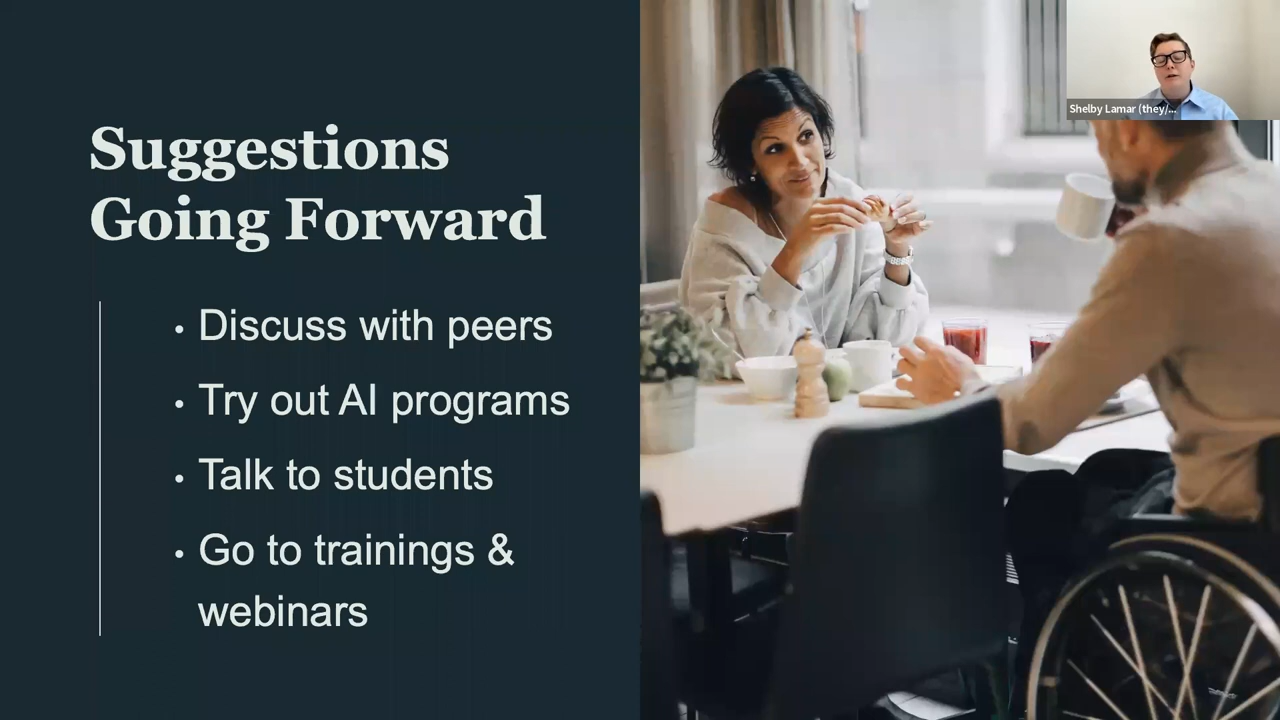 Suggestions
Going Forward
• Discuss with peers
• Try out AI programs
• Talk to students
• Go to trainings &
webinars
Shelby Lamar (they/...